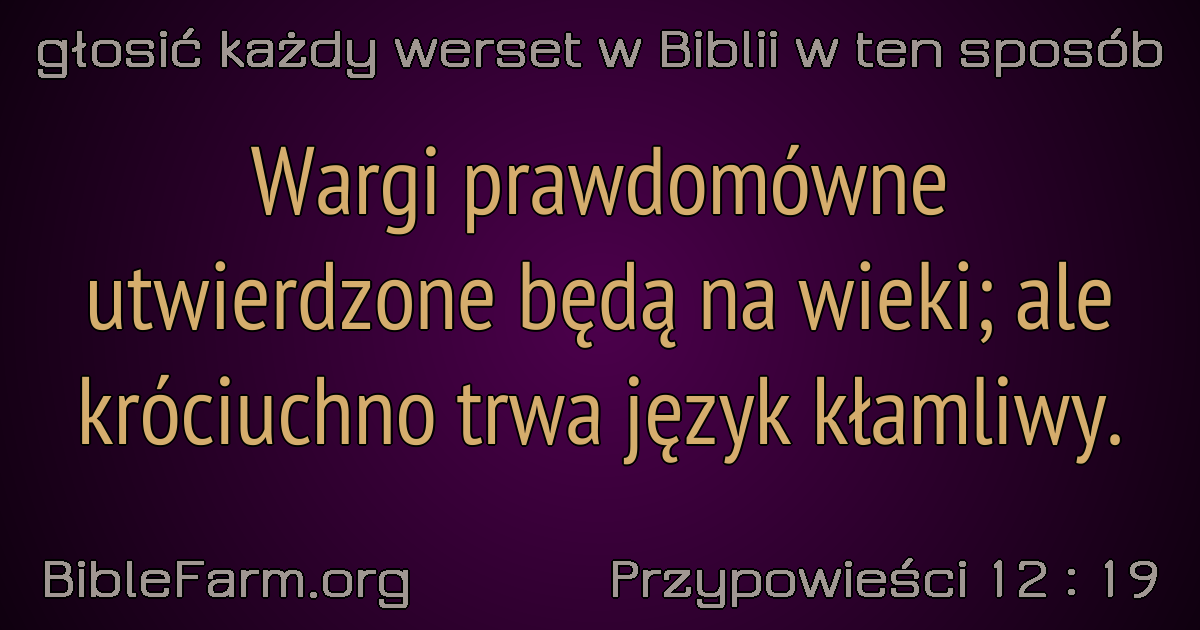 głosić każdy werset w Biblii w ten sposób
Wargi prawdomówne
utwierdzone będą na wieki; ale
króciuchno trwa język kłamliwy.
BibleFarm.org
Przypowieści 12 : 19